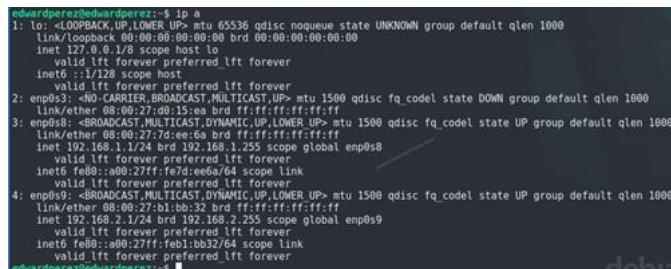 edwardperez@edwardperez:~$ ip a
1: lo: <LOOPBACK,UP,LOWER_UP> mtu 65536 qdisc noqueue state UNKNOWN group default qlen 1000
link/loopback 00:00:00:00:00:00 brd 00:00:00:00:00:00
inet 127.0.0.1/8 scope host lo
valid_lft forever preferred_lft forever
inet6 ::1/128 scope host
valid_lft forever preferred_lft forever
2: enp0s3: <NO-CARRIER,BROADCAST,MULTICAST,UP> mtu 1500 qdisc fq_codel state DOWN group default qlen 1000
link/ether 08:00:27:d0:15:ea brd ff:ff:ff:ff:ff:ff
3: enp0s8: <BROADCAST,MULTICAST,DYNAMIC,UP,LOWER_UP> mtu 1500 qdisc fq_codel state UP group default qlen 1000
link/ether 08:00:27:7d:ee:6a brd ff:ff:ff:ff:ff:ff
inet 192.168.1.1/24 brd 192.168.1.255 scope global enp0s8
valid_lft forever preferred_lft forever
inet6 fe80::a00:27ff:fe7d:ee6a/64 scope link
valid_lft forever preferred_lft forever
4: enp0s9: <BROADCAST,MULTICAST,DYNAMIC,UP,LOWER_UP> mtu 1500 qdisc fq_codel state UP group default qlen 1000
link/ether 08:00:27:b1:bb:32 brd ff:ff:ff:ff:ff:ff
inet 192.168.2.1/24 brd 192.168.2.255 scope global enp0s9
valid_lft forever preferred_lft forever
inet6 fe80::a00:27ff:feb1:bb32/64 scope link
valid_lft forever preferred_lft forever
edwardperez@edwardperez:~$